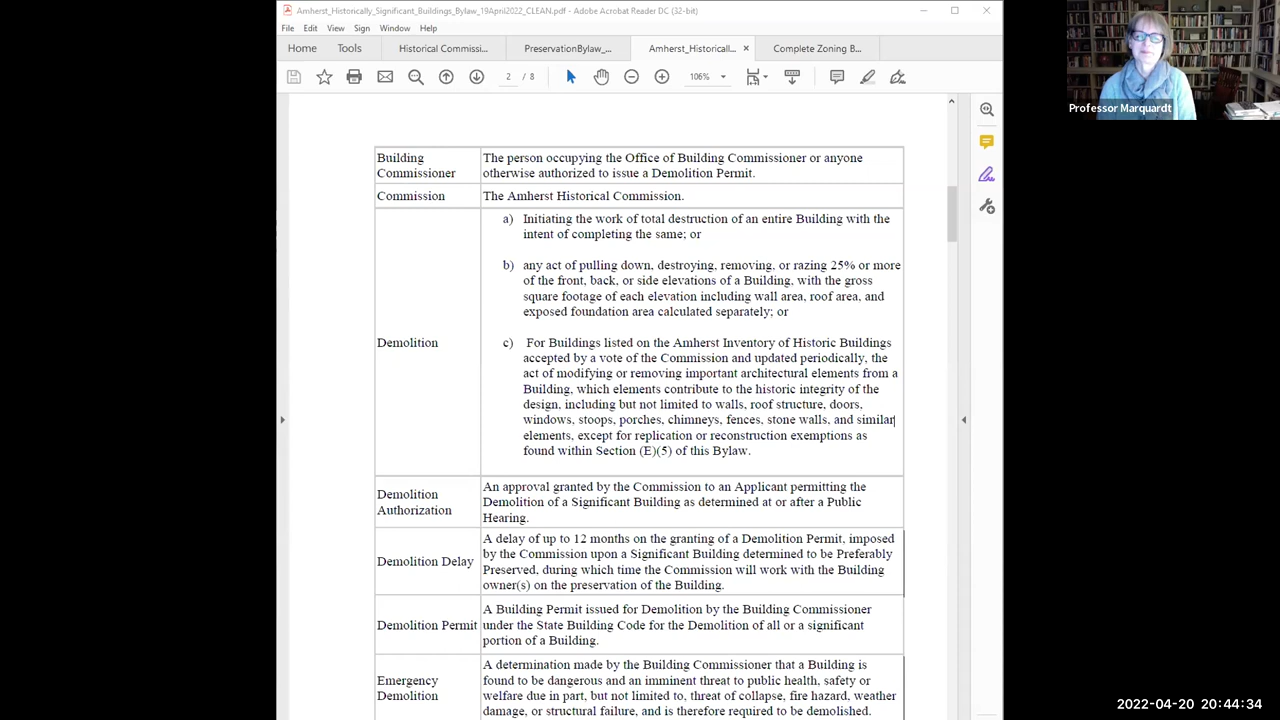 Amherst_Historically_Significant_Buildings_Bylaw_19April2022_CLEAN.pdf - Adobe Acrobat Reader DC (32-bit)
File Edit View Sign Window Help
Home Tools Historical Commissi... PreservationBylaw_... Amherst_Historicall... × Complete Zoning B...
2 / 8 106%
Professor Marquardt
Building
Commissioner
The person occupying the Office of Building Commissioner or anyone
otherwise authorized to issue a Demolition Permit.
Commission
The Amherst Historical Commission.
Demolition
a) Initiating the work of total destruction of an entire Building with the
intent of completing the same; or
b) any act of pulling down, destroying, removing, or razing 25% or more
of the front, back, or side elevations of a Building, with the gross
square footage of each elevation including wall area, roof area, and
exposed foundation area calculated separately; or
c) For Buildings listed on the Amherst Inventory of Historic Buildings
accepted by a vote of the Commission and updated periodically, the
act of modifying or removing important architectural elements from a
Building, which elements contribute to the historic integrity of the
design, including but not limited to walls, roof structure, doors,
windows, stoops, porches, chimneys, fences, stone walls, and similar
elements, except for replication or reconstruction exemptions as
found within Section (E)(5) of this Bylaw.
Demolition
Authorization
An approval granted by the Commission to an Applicant permitting the
Demolition of a Significant Building as determined at or after a Public
Hearing.
Demolition Delay
A delay of up to 12 months on the granting of a Demolition Permit, imposed
by the Commission upon a Significant Building determined to be Preferably
Preserved, during which time the Commission will work with the Building
owner(s) on the preservation of the Building.
Demolition Permit
A Building Permit issued for Demolition by the Building Commissioner
under the State Building Code for the Demolition of all or a significant
portion of a Building.
Emergency
Demolition
A determination made by the Building Commissioner that a Building is
found to be dangerous and an imminent threat to public health, safety or
welfare due in part, but not limited to, threat of collapse, fire hazard, weather
damage, or structural failure, and is therefore required to be demolished.
2022-04-20 20:44:34